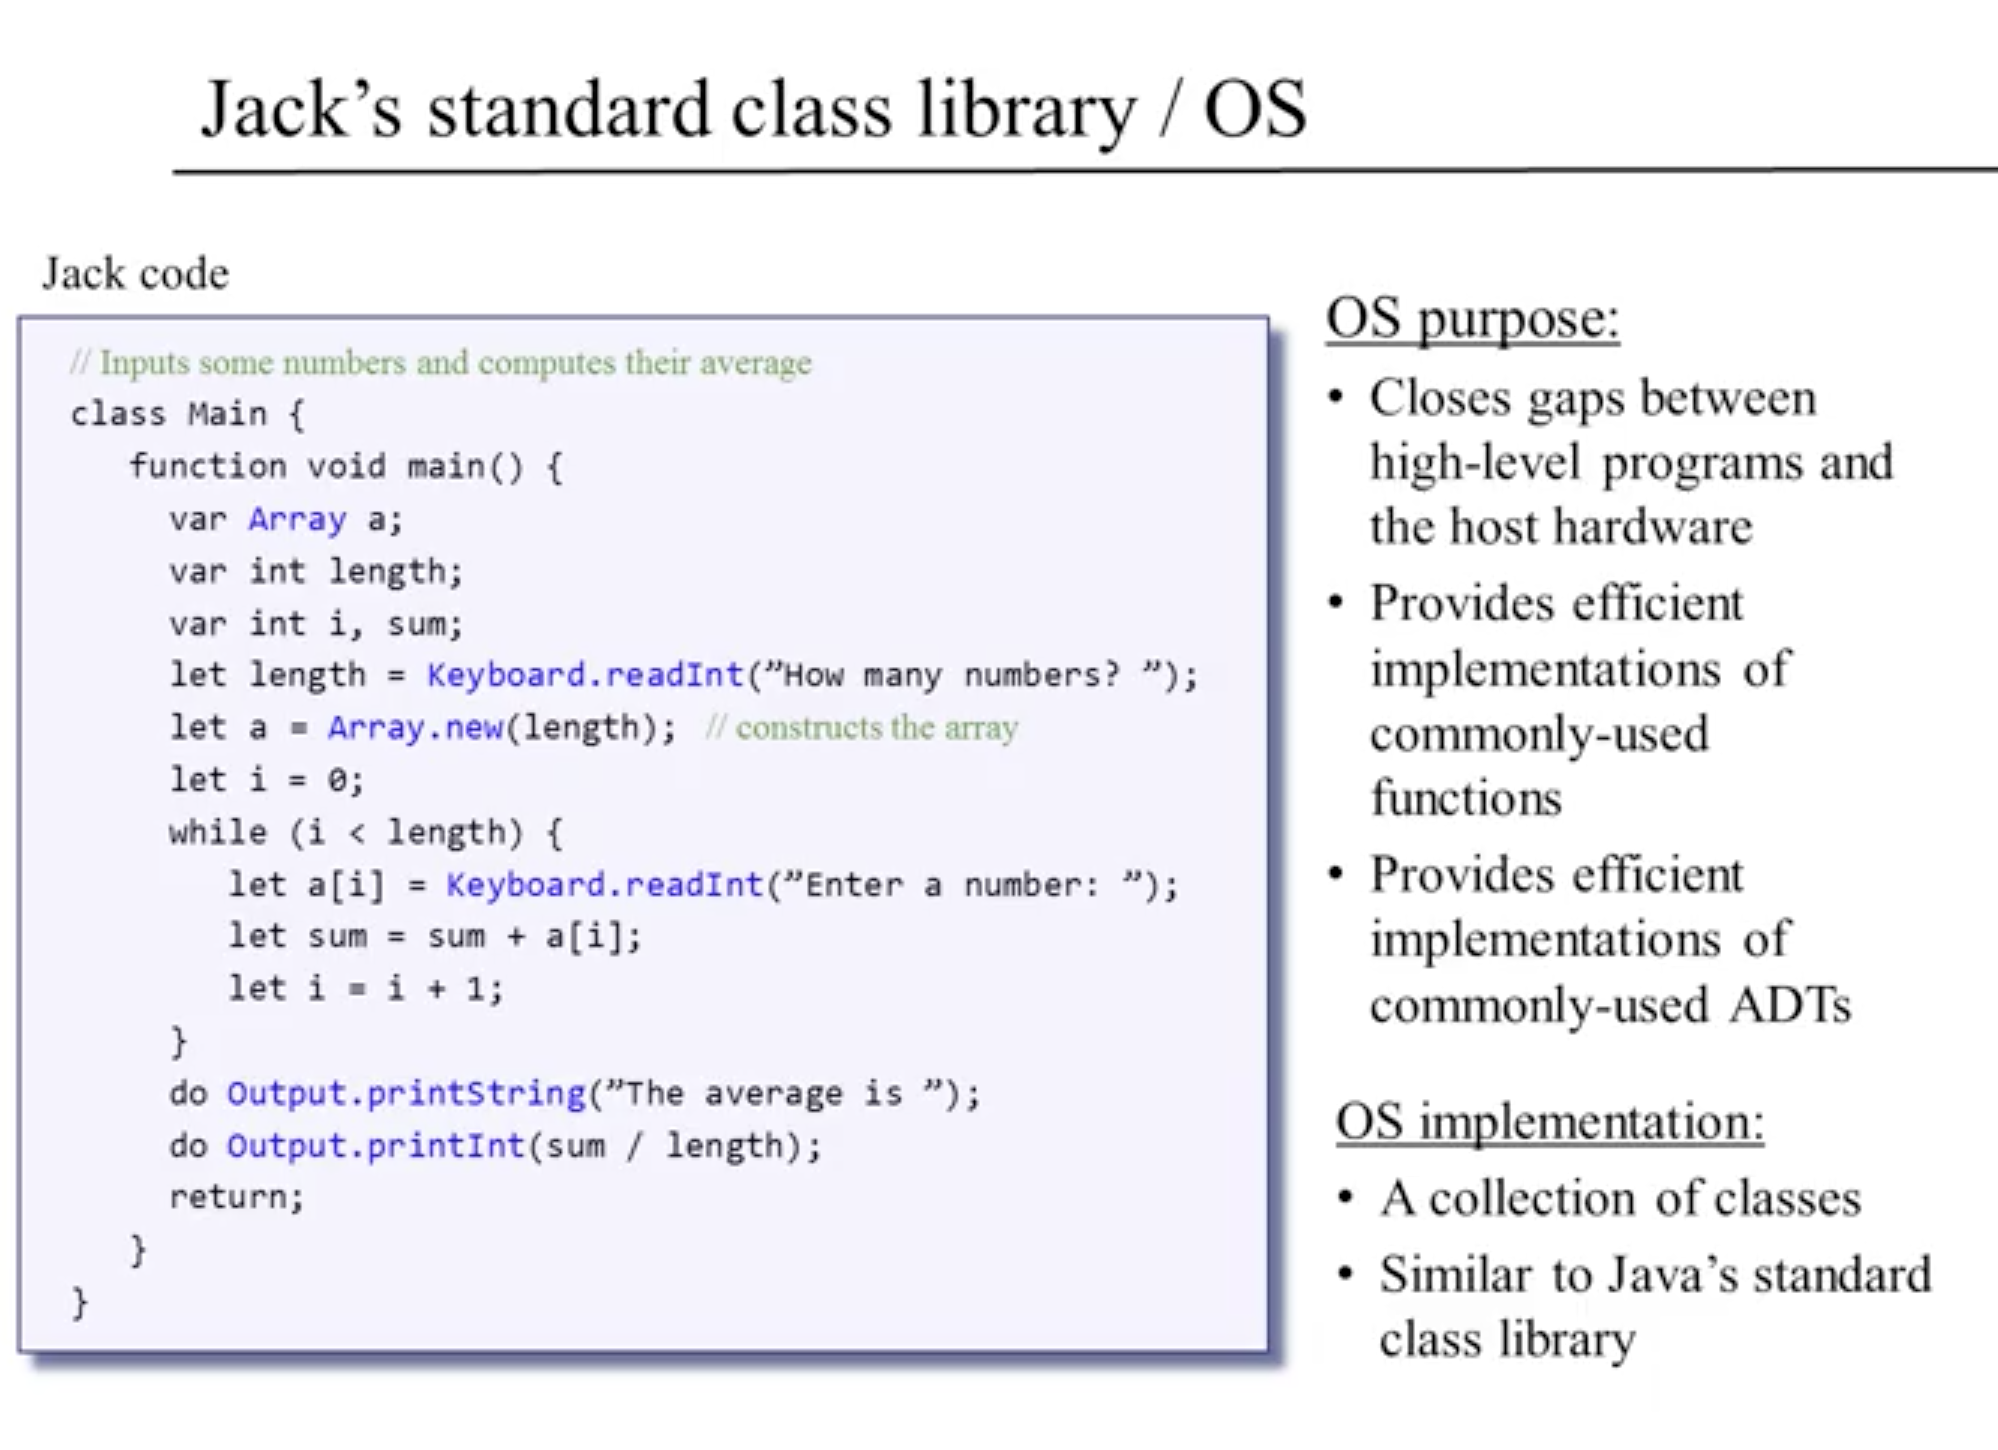 Jack’s standard class library / OS
Jack code
// Inputs some numbers and computes their average
class Main {
function void main() {
var Array a;
var int length;
var int i, sum;
let length = Keyboard.readInt(”How many numbers? ”);
let a = Array.new(length); // constructs the array
let i = 0;
while (i < length) {
let a[i] = Keyboard.readInt(”Enter a number: ”);
let sum = sum + a[i];
let i = i + 1;
}
do Output.printString(”The average is ”);
do Output.printInt(sum / length);
return;
}
}
OS purpose:
• Closes gaps between
high-level programs and
the host hardware
• Provides efficient
implementations of
commonly-used
functions
• Provides efficient
implementations of
commonly-used ADTs
OS implementation:
• A collection of classes
• Similar to Java’s standard
class library